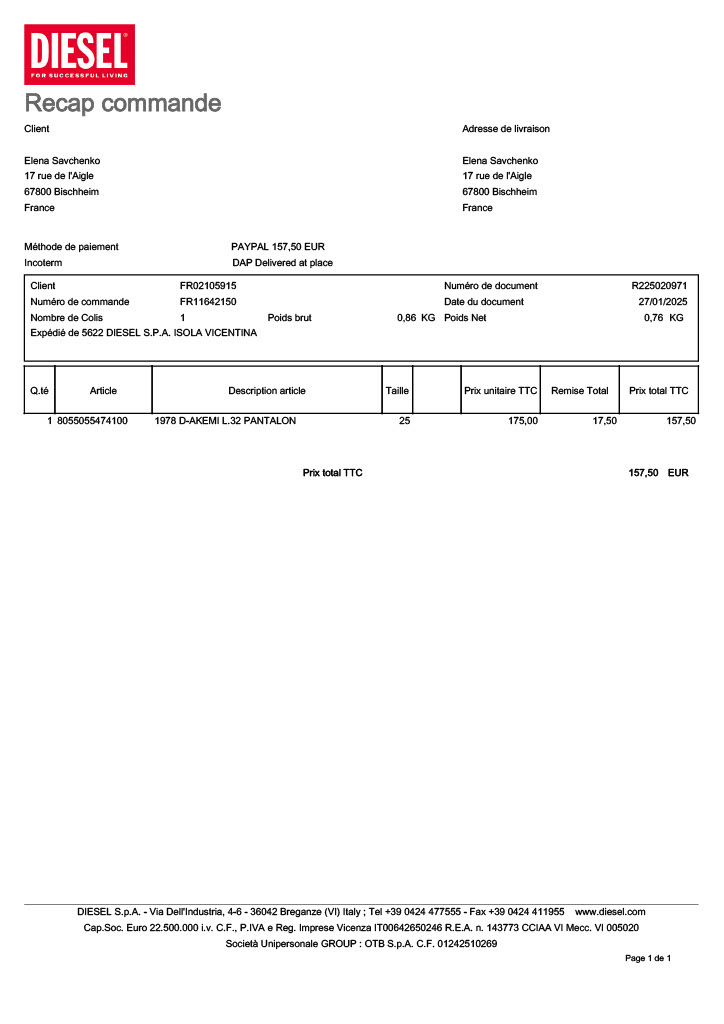 DIESEL®
FOR SUCCESSFUL LIVING
Recap commande
Client Adresse de livraison
Elena Savchenko Elena Savchenko
17 rue de l'Aigle 17 rue de l'Aigle
67800 Bischheim 67800 Bischheim
France France
Méthode de paiement PAYPAL 157,50 EUR
Incoterm DAP Delivered at place
Client FR02105915 Numéro de document R225020971
Numéro de commande FR11642150 Date du document 27/01/2025
Nombre de Colis 1 Poids brut 0,86 KG Poids Net 0,76 KG
Expédié de 5622 DIESEL S.P.A. ISOLA VICENTINA
Q.té Article Description article Taille Prix unitaire TTC Remise Total Prix total TTC
1 8055055474100 1978 D-AKEMI L.32 PANTALON 25 175,00 17,50 157,50
Prix total TTC 157,50 EUR
DIESEL S.p.A. - Via Dell'Industria, 4-6 - 36042 Breganze (VI) Italy ; Tel +39 0424 477555 - Fax +39 0424 411955 www.diesel.com
Cap.Soc. Euro 22.500.000 i.v. C.F., P.IVA e Reg. Imprese Vicenza IT00642650246 R.E.A. n. 143773 CCIAA VI Mecc. VI 005020
Società Unipersonale GROUP : OTB S.p.A. C.F. 01242510269
Page 1 de 1